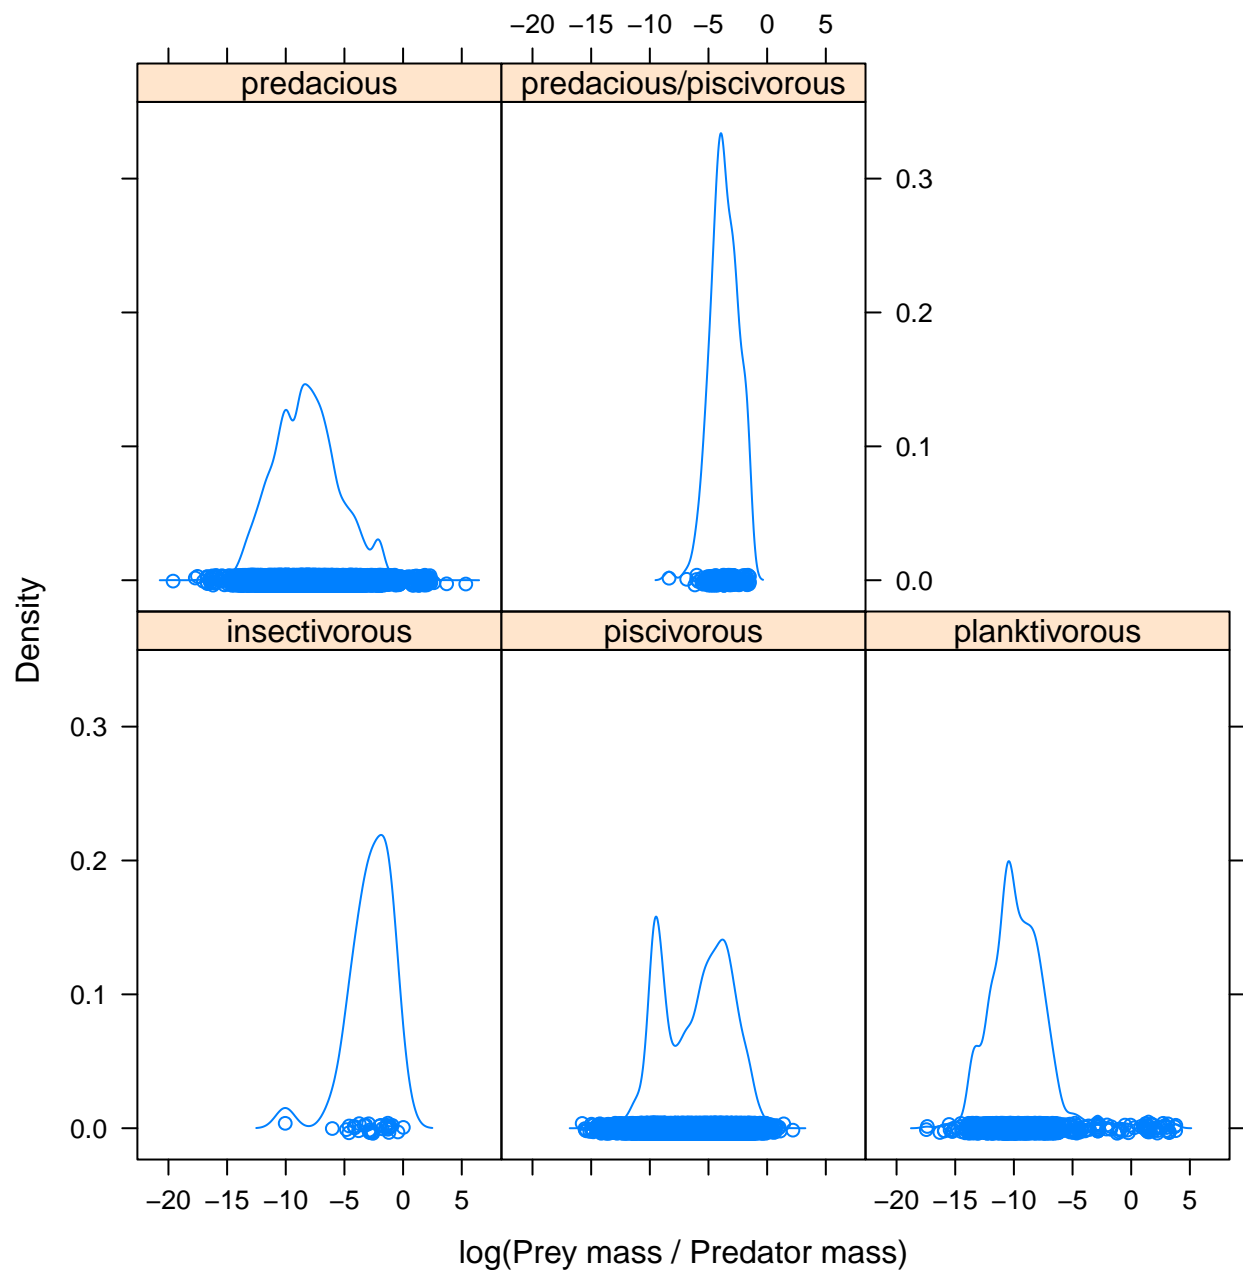 −20 −15 −10 −5 0 5
predacious predacious/piscivorous
0.3
0.2
0.1
0.0
Density
insectivorous piscivorous planktivorous
0.3
0.2
0.1
0.0
−20 −15 −10 −5 0 5 −20 −15 −10 −5 0 5
log(Prey mass / Predator mass)